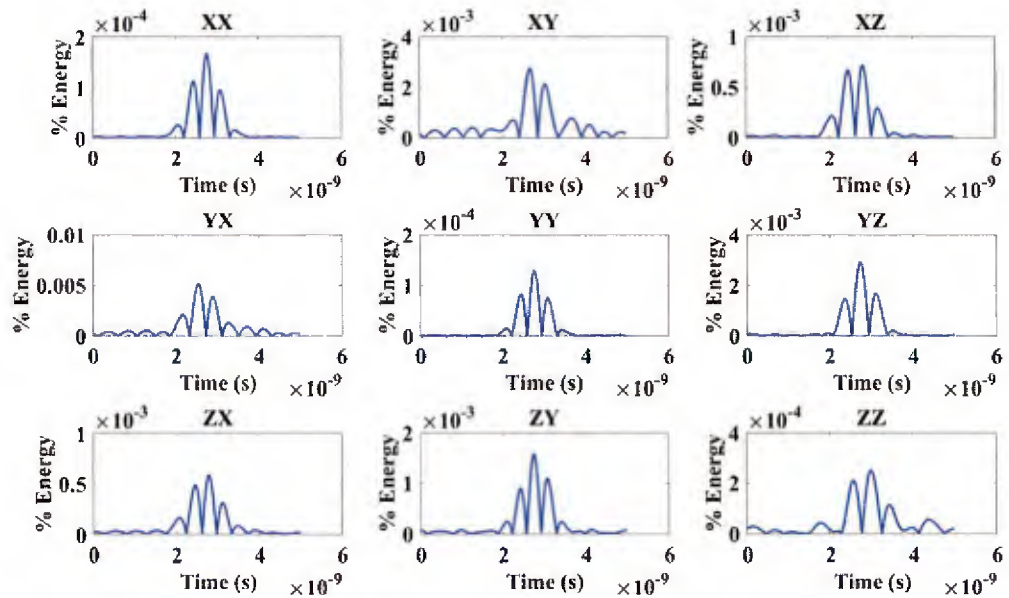 ×10-4 XX
×10-3 XY
×10-3 XZ
2
1
0
% Energy
0 2 4 6
Time (s) ×10-9
4
2
0
% Energy
0 2 4 6
Time (s) ×10-9
1
0.5
0
% Energy
0 2 4 6
Time (s) ×10-9
YX
×10-4 YY
×10-3 YZ
0.01
0.005
0
% Energy
0 2 4 6
Time (s) ×10-9
2
1
0
% Energy
0 2 4 6
Time (s) ×10-9
4
2
0
% Energy
0 2 4 6
Time (s) ×10-9
×10-3 ZX
×10-3 ZY
×10-4 ZZ
1
0.5
0
% Energy
0 2 4 6
Time (s) ×10-9
2
1
0
% Energy
0 2 4 6
Time (s) ×10-9
4
2
0
% Energy
0 2 4 6
Time (s) ×10-9